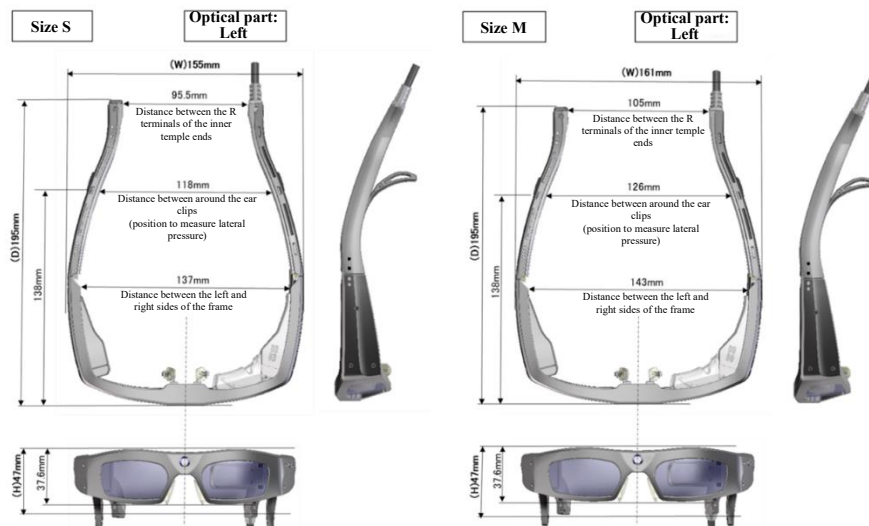 Size S
Optical part:
Left
(W)155mm
95.5mm
Distance between the R
terminals of the inner
temple ends
118mm
Distance between around the ear
clips
(position to measure lateral
pressure)
(D)195mm
138mm
137mm
Distance between the left and
right sides of the frame
(H)47mm
37.6mm
Size M
Optical part:
Left
(W)161mm
105mm
Distance between the R
terminals of the inner temple
ends
126mm
Distance between around the ear
clips
(position to measure lateral
pressure)
(D)195mm
138mm
143mm
Distance between the left and
right sides of the frame
(H)47mm
37.6mm